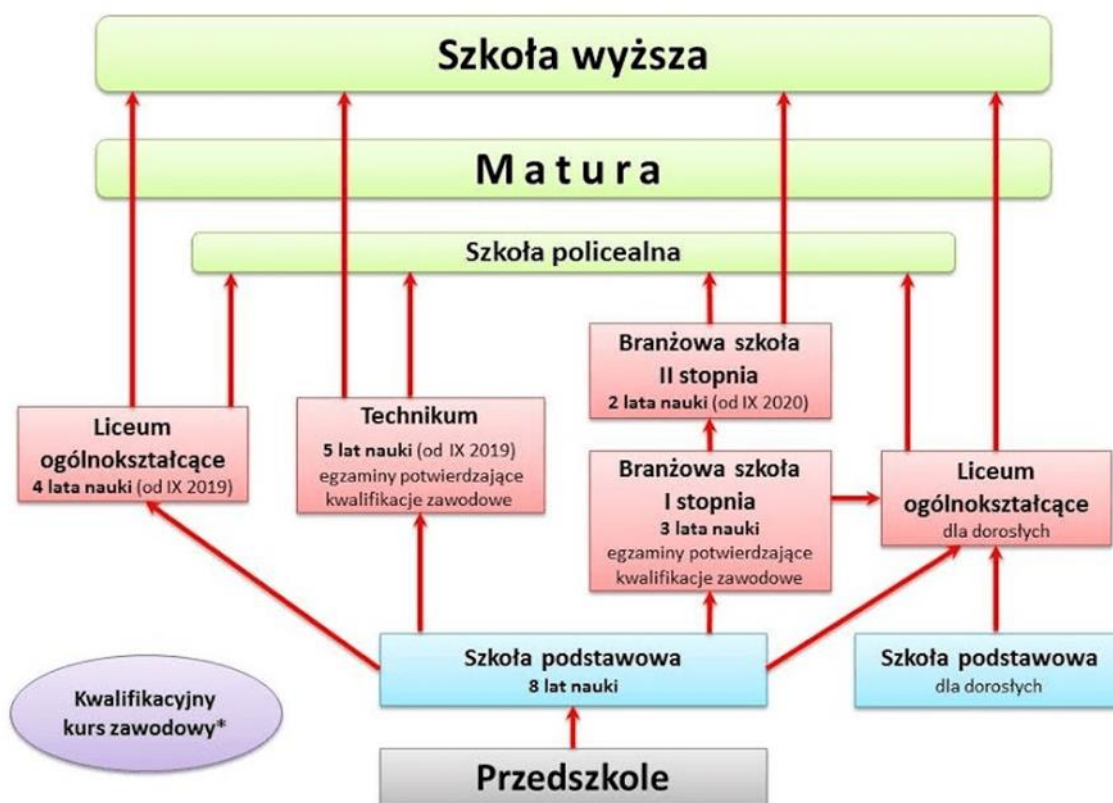 Szkoła wyższa
Matura
Szkoła policealna
Branżowa szkoła
II stopnia
2 lata nauki (od IX 2020)
Liceum
ogólnokształcące
4 lata nauki (od IX 2019)
Technikum
5 lat nauki (od IX 2019)
egzaminy potwierdzające
kwalifikacje zawodowe
Branżowa szkoła
I stopnia
3 lata nauki
egzaminy potwierdzające
kwalifikacje zawodowe
Liceum
ogólnokształcące
dla dorosłych
Szkoła podstawowa
8 lat nauki
Szkoła podstawowa
dla dorosłych
Kwalifikacyjny
kurs zawodowy*
Przedszkole